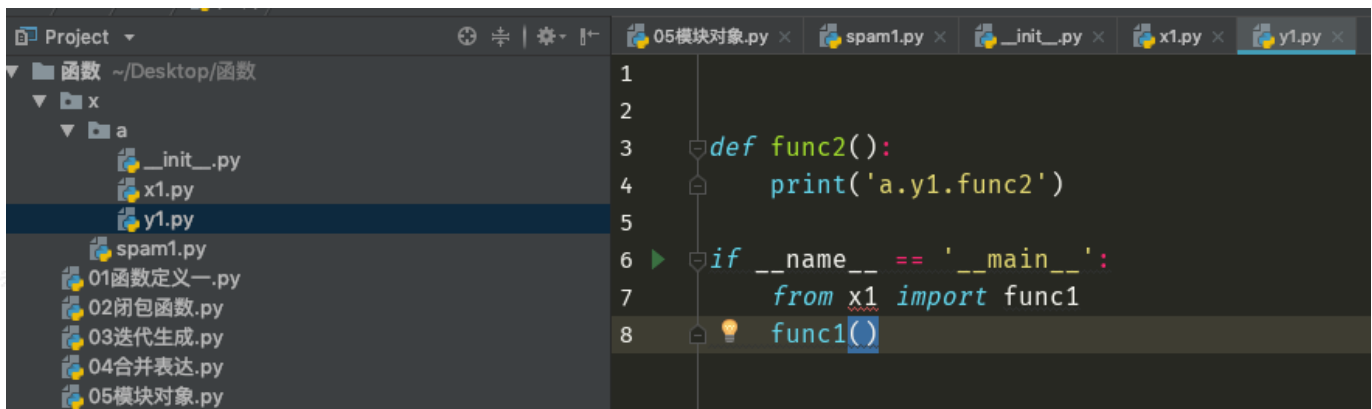 Project
函数 ~/Desktop/函数
x
a
__init__.py
x1.py
y1.py
spam1.py
01函数定义一.py
02闭包函数.py
03迭代生成.py
04合并表达.py
05模块对象.py
05模块对象.py spam1.py __init__.py x1.py y1.py
1
2
3 def func2():
4 print('a.y1.func2')
5
6 if __name__ == '__main__':
7 from x1 import func1
8 func1()